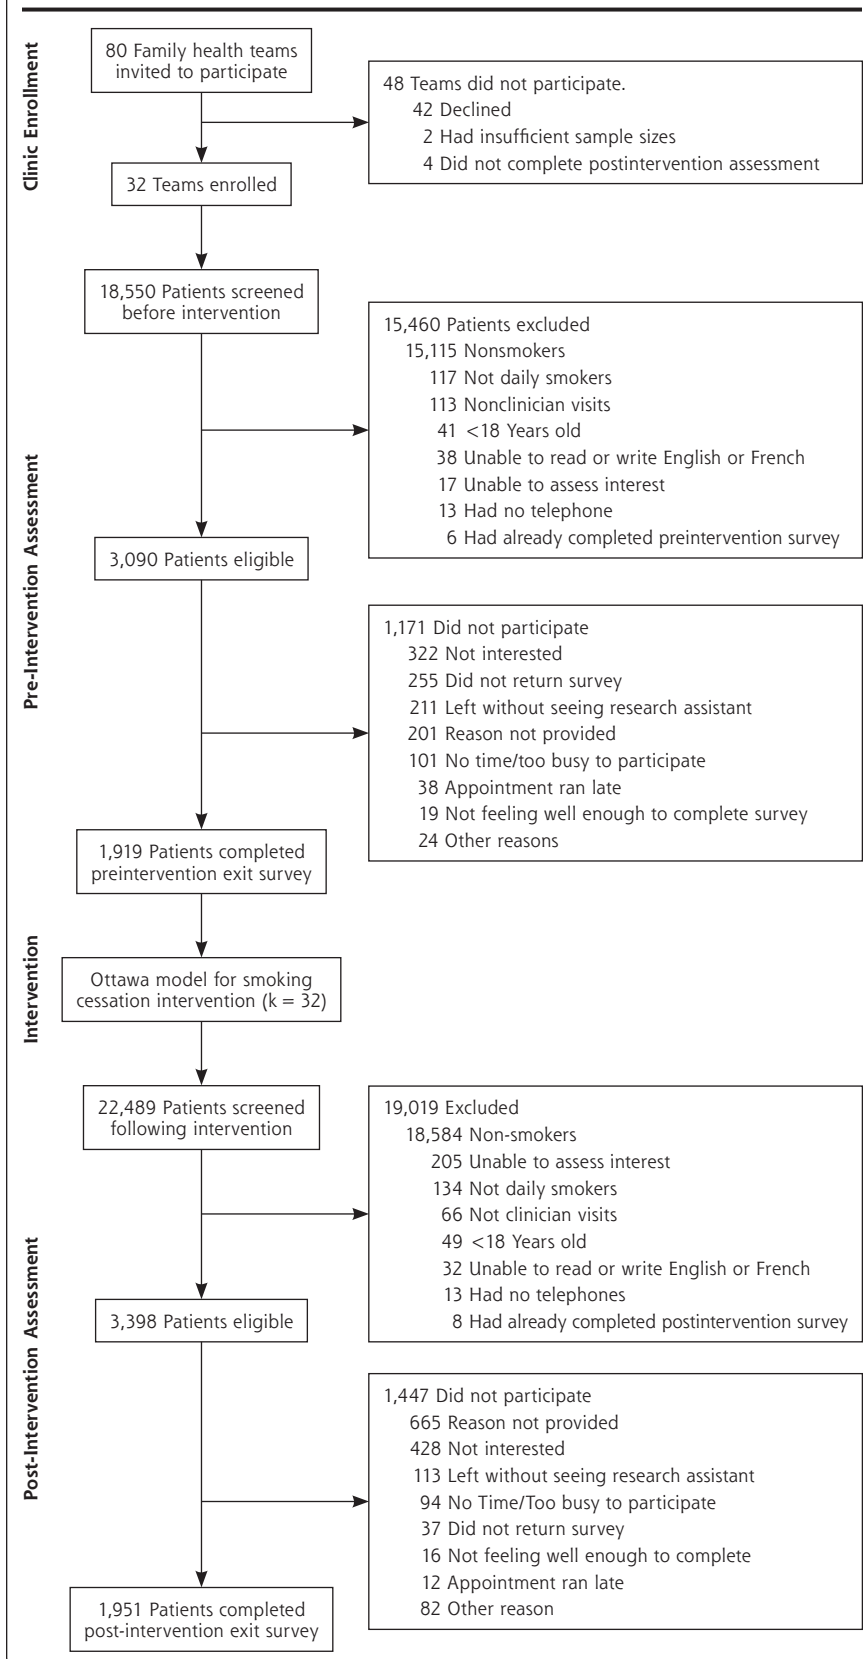 Clinic Enrollment
80 Family health teams
invited to participate
48 Teams did not participate.
42 Declined
2 Had insufficient sample sizes
4 Did not complete postintervention assessment
32 Teams enrolled
Pre-Intervention Assessment
18,550 Patients screened
before intervention
15,460 Patients excluded
15,115 Nonsmokers
117 Not daily smokers
113 Nonclinician visits
41 <18 Years old
38 Unable to read or write English or French
17 Unable to assess interest
13 Had no telephone
6 Had already completed preintervention survey
3,090 Patients eligible
1,171 Did not participate
322 Not interested
255 Did not return survey
211 Left without seeing research assistant
201 Reason not provided
101 No time/too busy to participate
38 Appointment ran late
19 Not feeling well enough to complete survey
24 Other reasons
1,919 Patients completed
preintervention exit survey
Intervention
Ottawa model for smoking
cessation intervention (k = 32)
Post-Intervention Assessment
22,489 Patients screened
following intervention
19,019 Excluded
18,584 Non-smokers
205 Unable to assess interest
134 Not daily smokers
66 Not clinician visits
49 <18 Years old
32 Unable to read or write English or French
13 Had no telephones
8 Had already completed postintervention survey
3,398 Patients eligible
1,447 Did not participate
665 Reason not provided
428 Not interested
113 Left without seeing research assistant
94 No Time/Too busy to participate
37 Did not return survey
16 Not feeling well enough to complete
12 Appointment ran late
82 Other reason
1,951 Patients completed
post-intervention exit survey